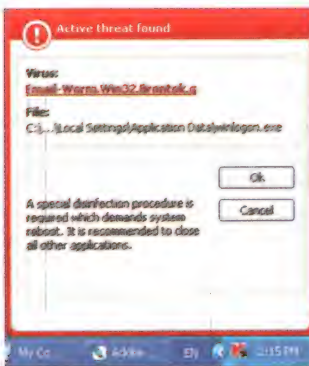 Active threat found
Virus:
Email-Worm.Win32.Brontok.q
File:
C:\...\Local Settings\Application Data\winlogon.exe
Ok
A special disinfection procedure is
required which demands system
reboot. It is recommended to close
all other applications.
Cancel
My Co
Adobe
EN
2:15 PM